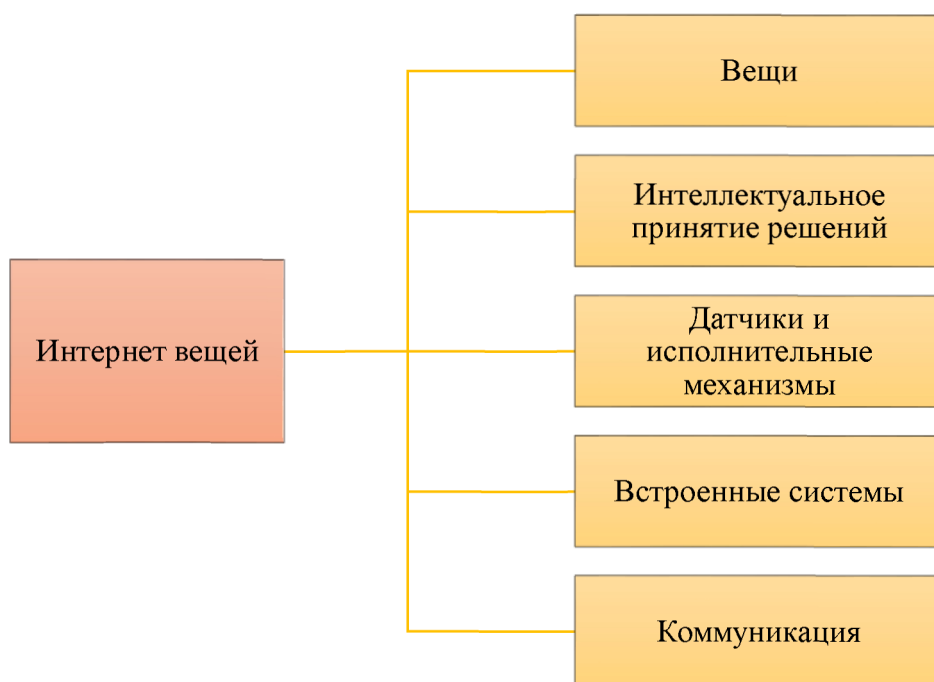 Интернет вещей
Вещи
Интеллектуальное
принятие решений
Датчики и
исполнительные
механизмы
Встроенные системы
Коммуникация